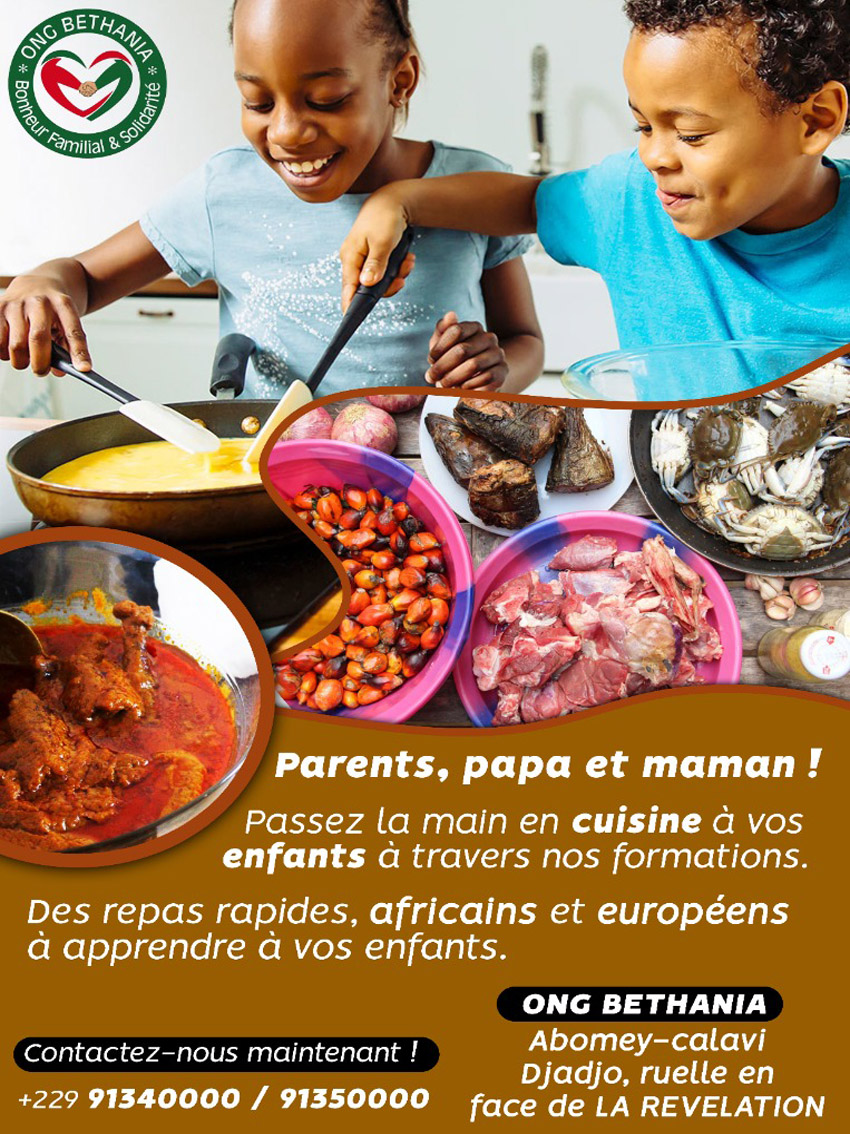 ONG BETHANIA
Bonheur Familial & Solidarité
Parents, papa et maman !
Passez la main en cuisine à vos
enfants à travers nos formations.
Des repas rapides, africains et européens
à apprendre à vos enfants.
ONG BETHANIA
Abomey-calavi
Djadjo, ruelle en
face de LA REVELATION
Contactez-nous maintenant !
+229 91340000 / 91350000